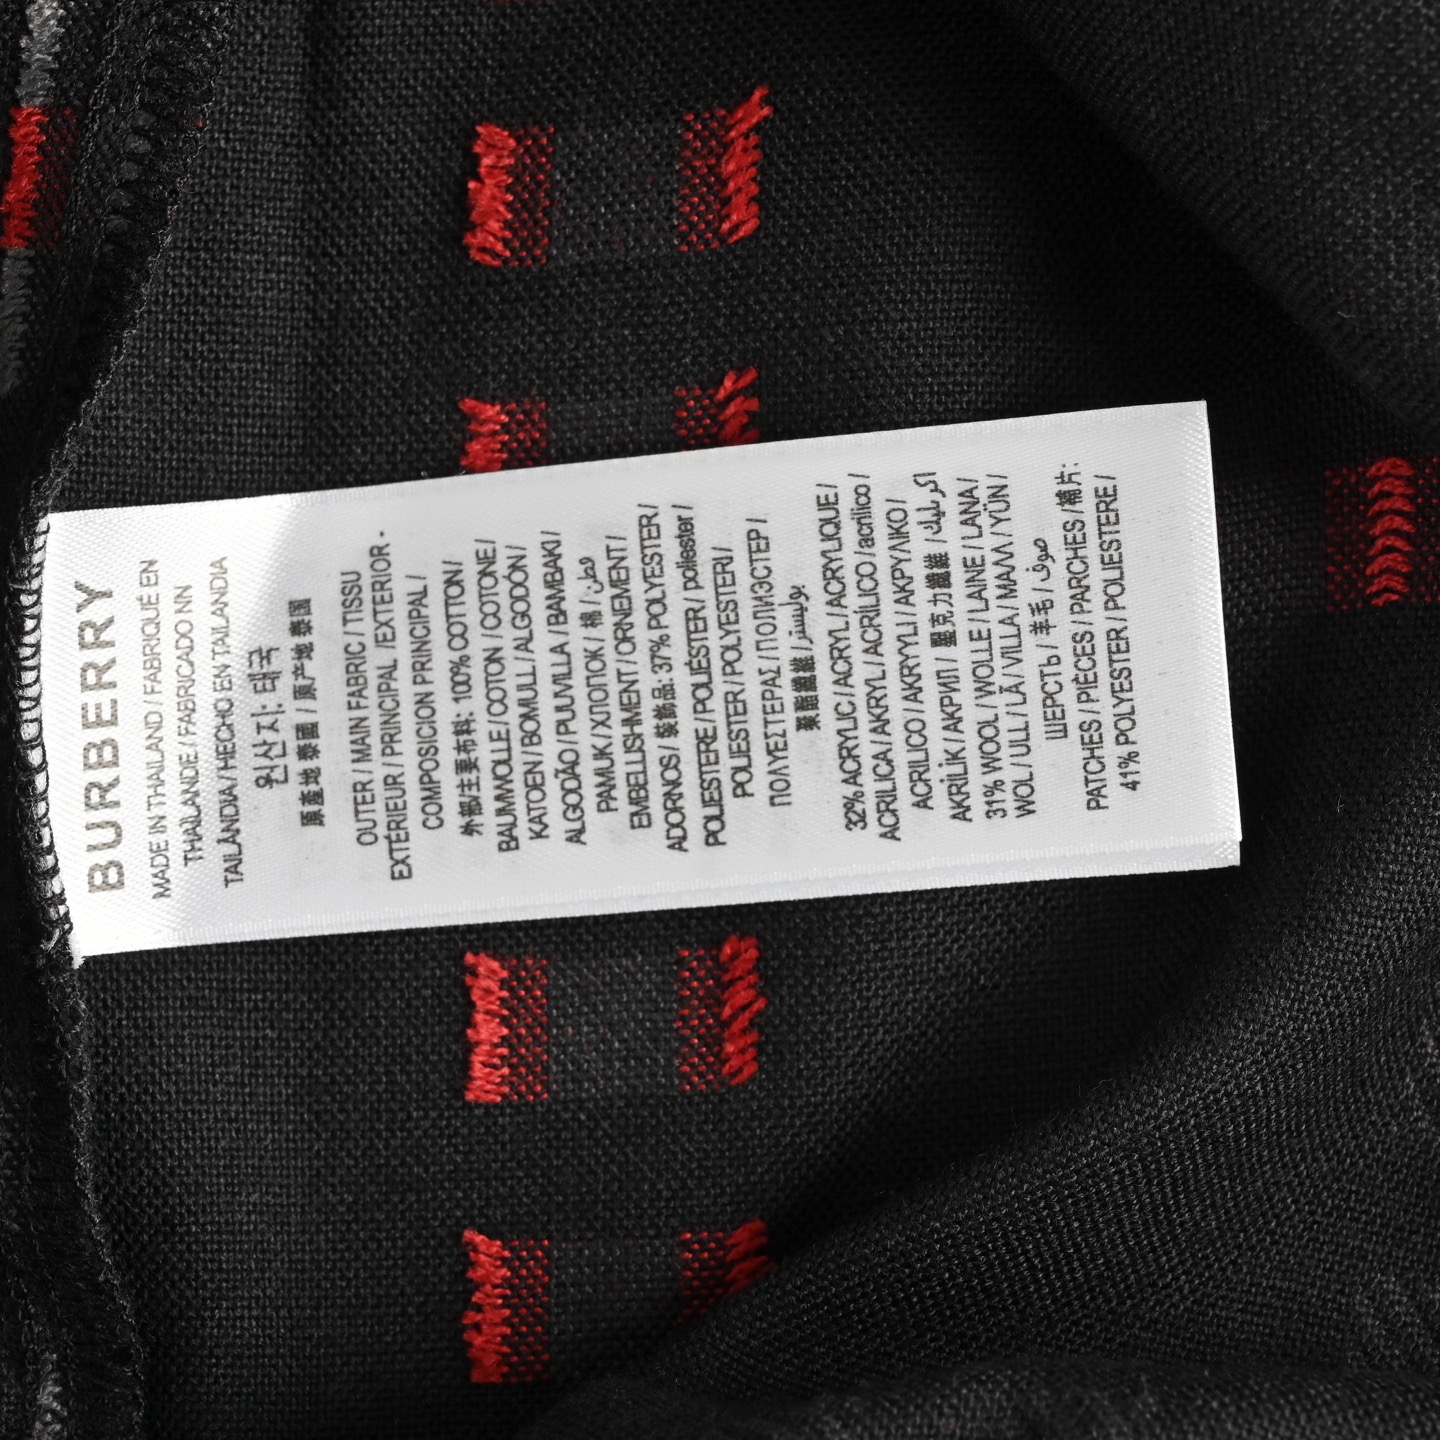 BURBERRY
MADE IN THAILAND / FABRIQUÉ EN
THAILANDE / FABRICADO NN
TAILÂNDIA / HECHO EN TAILANDIA
원산지: 태국
原產地 泰國 / 原产地 泰国
OUTER / MAIN FABRIC / TISSU
EXTÉRIEUR / PRINCIPAL /EXTERIOR -
COMPOSICION PRINCIPAL /
外部/主要布料: 100% COTTON/
BAUMWOLLE / COTON / COTONE /
KATOEN / BOMULL / ALGODÓN /
ALGODÃO / PUUVILLA / BAMBAKI /
PAMUK / ХЛОПОК / 棉 / قطن /
EMBELLISHMENT / ORNEMENT /
ADORNOS / 裝飾品: 37% POLYESTER /
POLIESTERE / POLIÉSTER / poliester /
POLIESTER / POLYESTERI /
ΠΟΛΥΕΣΤΕΡΑΣ / ПОЛИЭСТЕР /
聚酯纖維 / بوليستر /
32% ACRYLIC / ACRYL / ACRYLIQUE /
ACRILICA / AKRYL / ACRÍLICO / acrílico /
ACRILICO / AKRYYLI / ΑΚΡΥΛΙΚΟ /
AKRİLİK / АКРИЛ / 壓克力纖維 / اكريليك /
31% WOOL / WOLLE / LAINE / LANA /
WOL / ULL / LÃ / VILLA / ΜΑΛΛΙ / YÜN /
ШЕРСТЬ / 羊毛 / صوف /
PATCHES / PIÈCES / PARCHES / 補片:
41% POLYESTER / POLIESTERE /